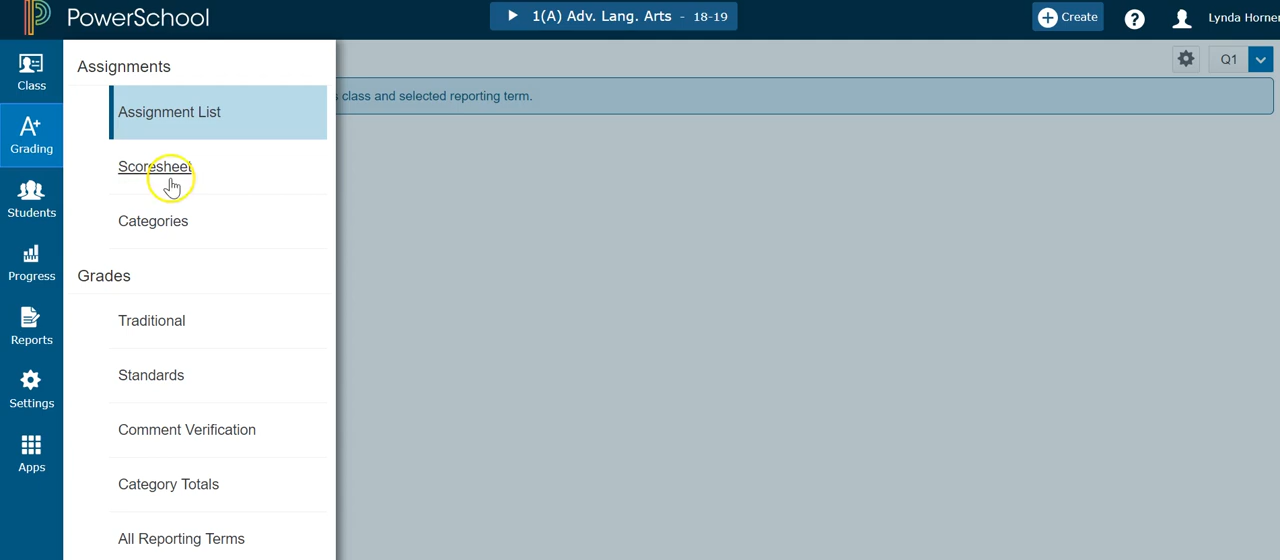 PowerSchool
1(A) Adv. Lang. Arts - 18-19
Create
?
Lynda Horner
Class
Grading
Students
Progress
Reports
Settings
Apps
Assignments
Assignment List
Scoresheet
Categories
Grades
Traditional
Standards
Comment Verification
Category Totals
All Reporting Terms
Q1
class and selected reporting term.